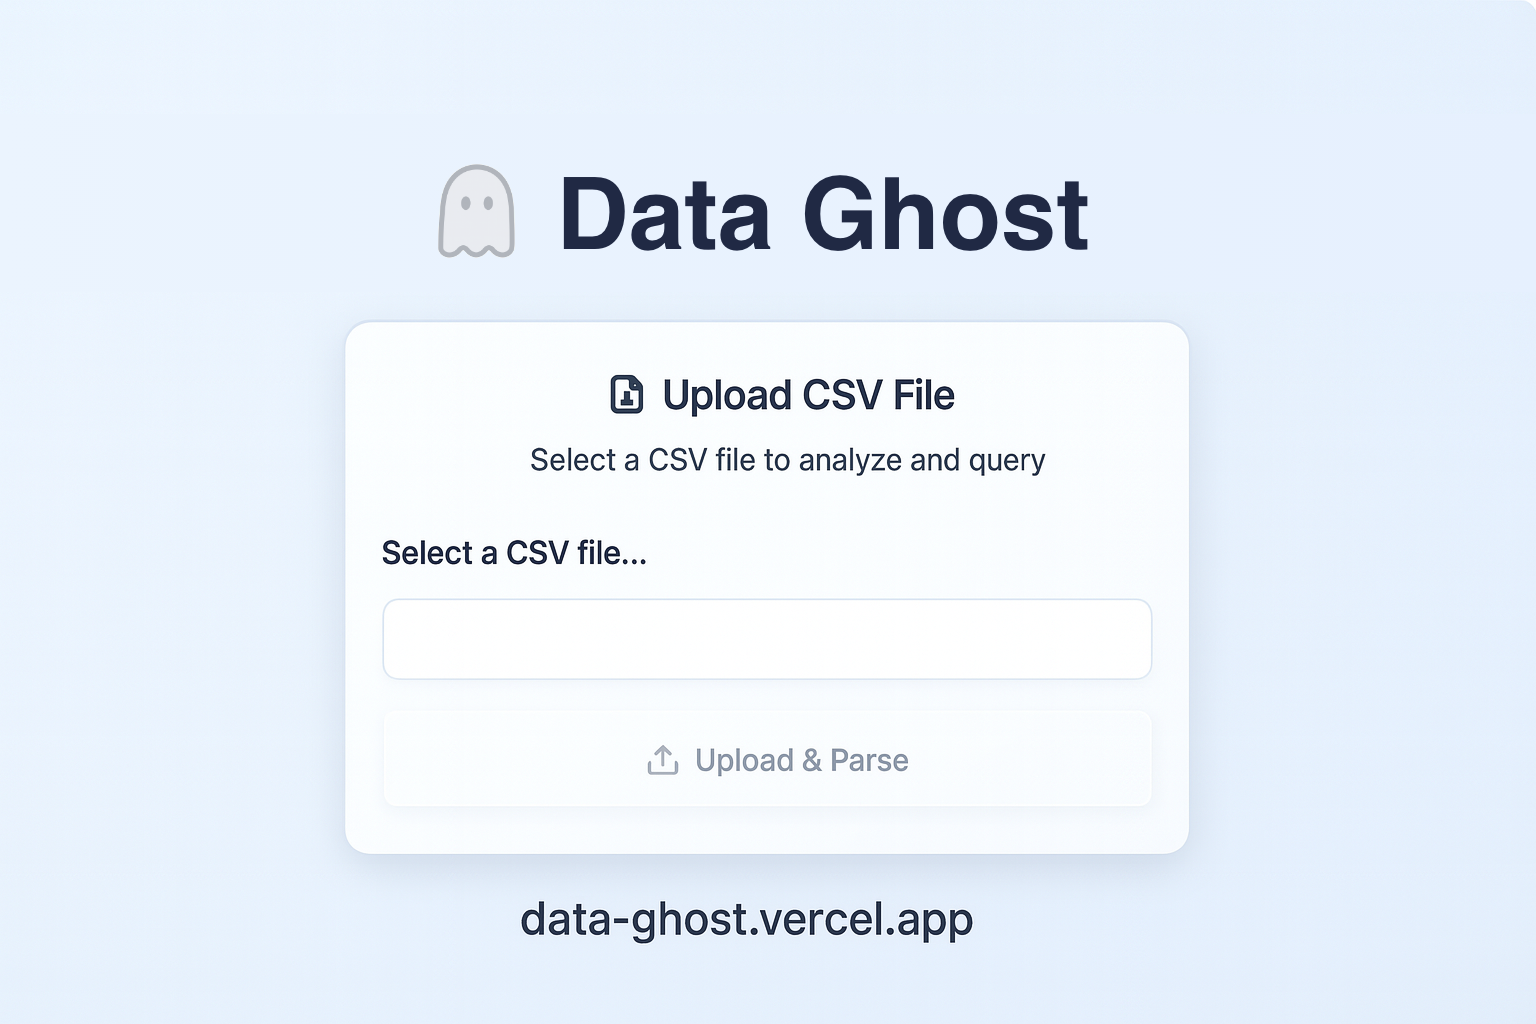 Data Ghost
Upload CSV File
Select a CSV file to analyze and query
Select a CSV file...
Upload & Parse
data-ghost.vercel.app